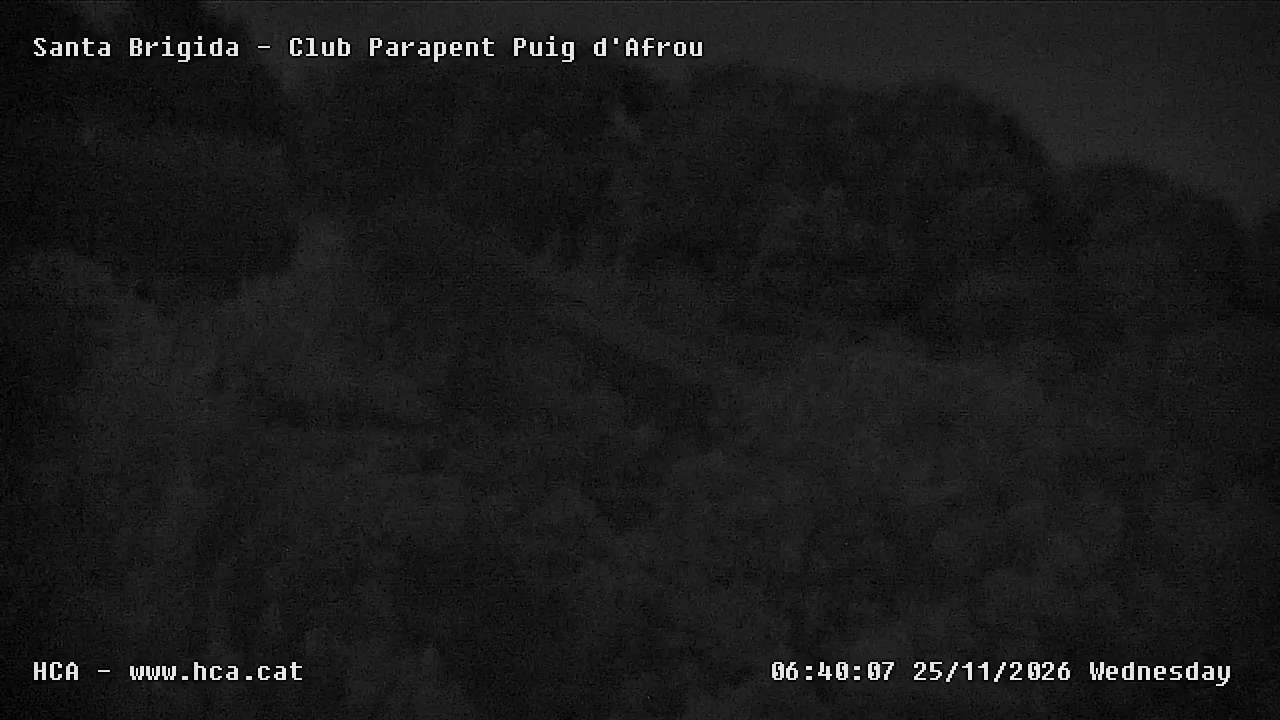 Santa Brigida - Club Parapent Puig d'Afrou
HCA - www.hca.cat
06:40:07 25/11/2026 Wednesday